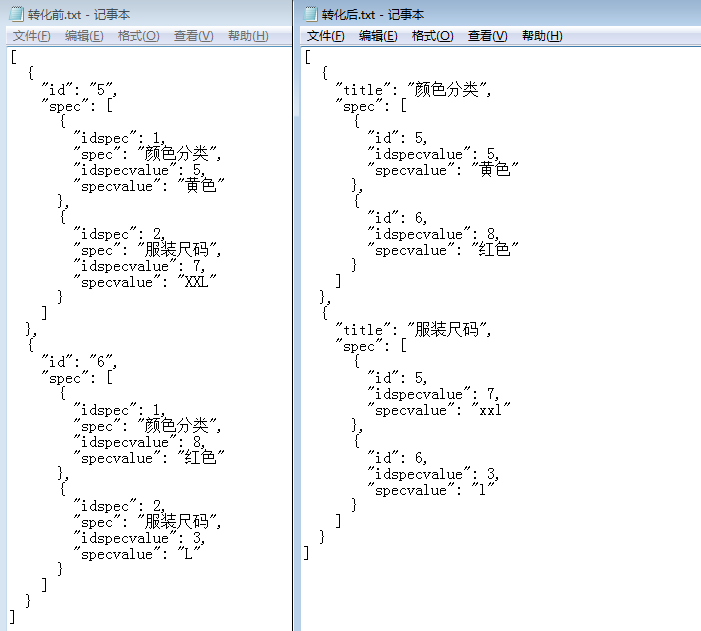 转化前.txt - 记事本
文件(F) 编辑(E) 格式(O) 查看(V) 帮助(H)
[
  {
    "id": "5",
    "spec": [
      {
        "idspec": 1,
        "spec": "颜色分类",
        "idspecvalue": 5,
        "specvalue": "黄色"
      },
      {
        "idspec": 2,
        "spec": "服装尺码",
        "idspecvalue": 7,
        "specvalue": "XXL"
      }
    ]
  },
  {
    "id": "6",
    "spec": [
      {
        "idspec": 1,
        "spec": "颜色分类",
        "idspecvalue": 8,
        "specvalue": "红色"
      },
      {
        "idspec": 2,
        "spec": "服装尺码",
        "idspecvalue": 3,
        "specvalue": "L"
      }
    ]
  }
]
转化后.txt - 记事本
文件(F) 编辑(E) 格式(O) 查看(V) 帮助(H)
[
  {
    "title": "颜色分类",
    "spec": [
      {
        "id": 5,
        "idspecvalue": 5,
        "specvalue": "黄色"
      },
      {
        "id": 6,
        "idspecvalue": 8,
        "specvalue": "红色"
      }
    ]
  },
  {
    "title": "服装尺码",
    "spec": [
      {
        "id": 5,
        "idspecvalue": 7,
        "specvalue": "xxl"
      },
      {
        "id": 6,
        "idspecvalue": 3,
        "specvalue": "l"
      }
    ]
  }
]